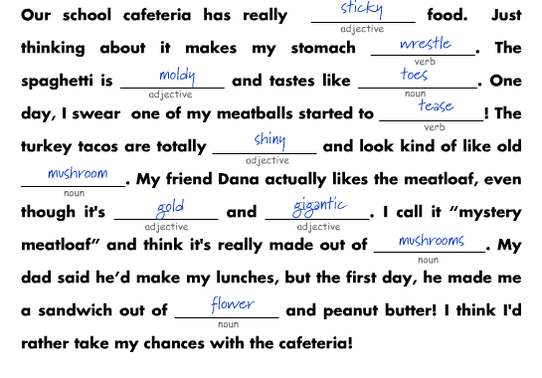 Our school cafeteria has really sticky food. Just
adjective
thinking about it makes my stomach wrestle. The
verb
spaghetti is moldy and tastes like toes. One
adjective noun
day, I swear one of my meatballs started to tease! The
verb
turkey tacos are totally shiny and look kind of like old
adjective
mushroom. My friend Dana actually likes the meatloaf, even
noun
though it's gold and gigantic. I call it “mystery
adjective adjective
meatloaf” and think it's really made out of mushrooms. My
noun
dad said he’d make my lunches, but the first day, he made me
a sandwich out of flower and peanut butter! I think I'd
noun
rather take my chances with the cafeteria!